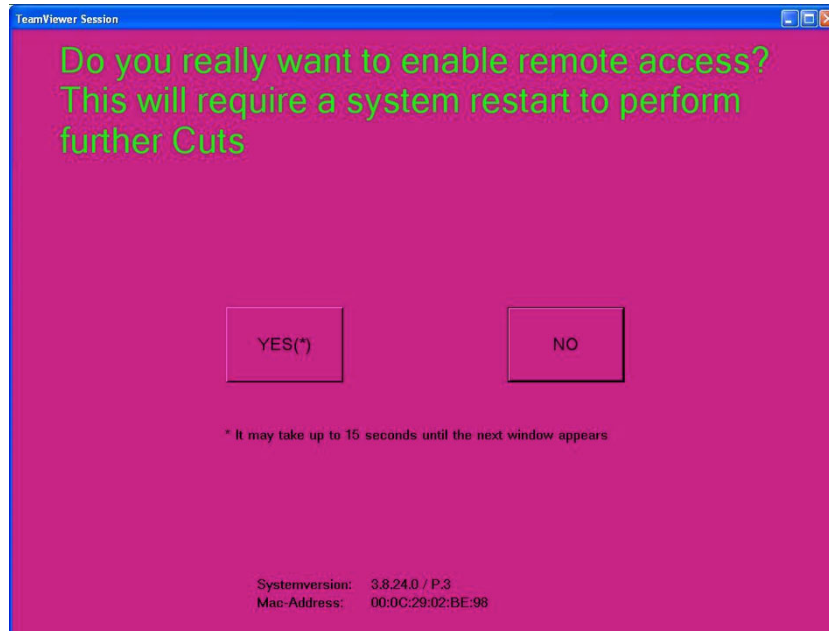 TeamViewer Session
Do you really want to enable remote access?
This will require a system restart to perform
further Cuts
YES(*)
NO
* It may take up to 15 seconds until the next window appears
Systemversion: 3.8.24.0 / P.3
Mac-Address: 00:0C:29:02:BE:98